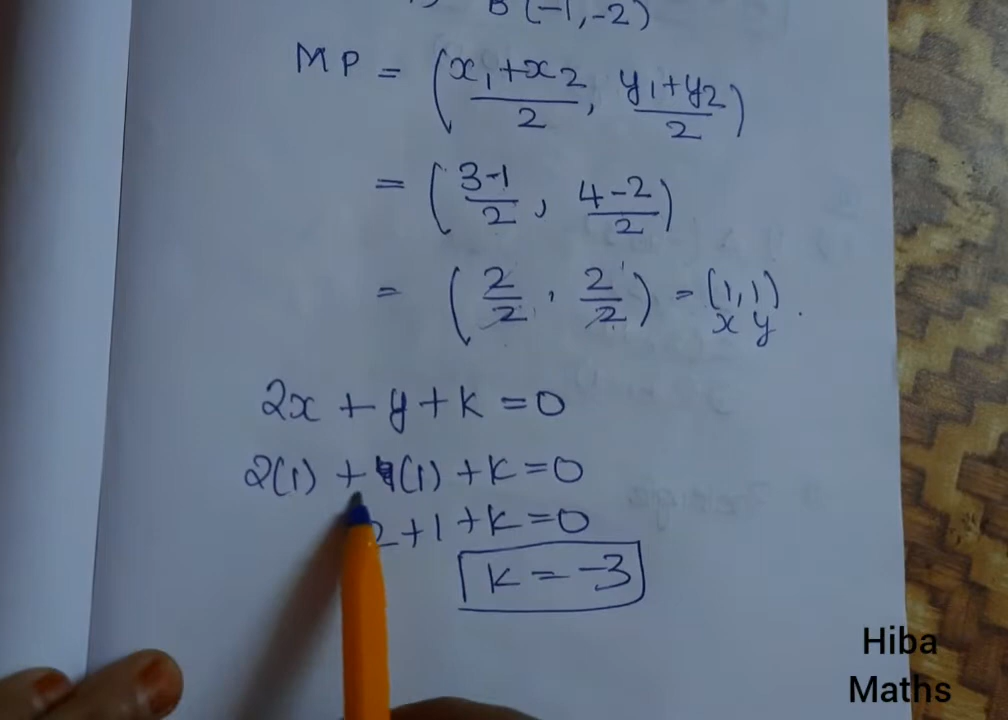 B(-1,-2)
MP = (x₁+x₂/2, y₁+y₂/2)
= (3-1/2, 4-2/2)
= (2/2, 2/2) = (1,1)
x y
2x + y + k = 0
2(1) + (1) + k = 0
2+1+k=0
k = -3
Hiba
Maths